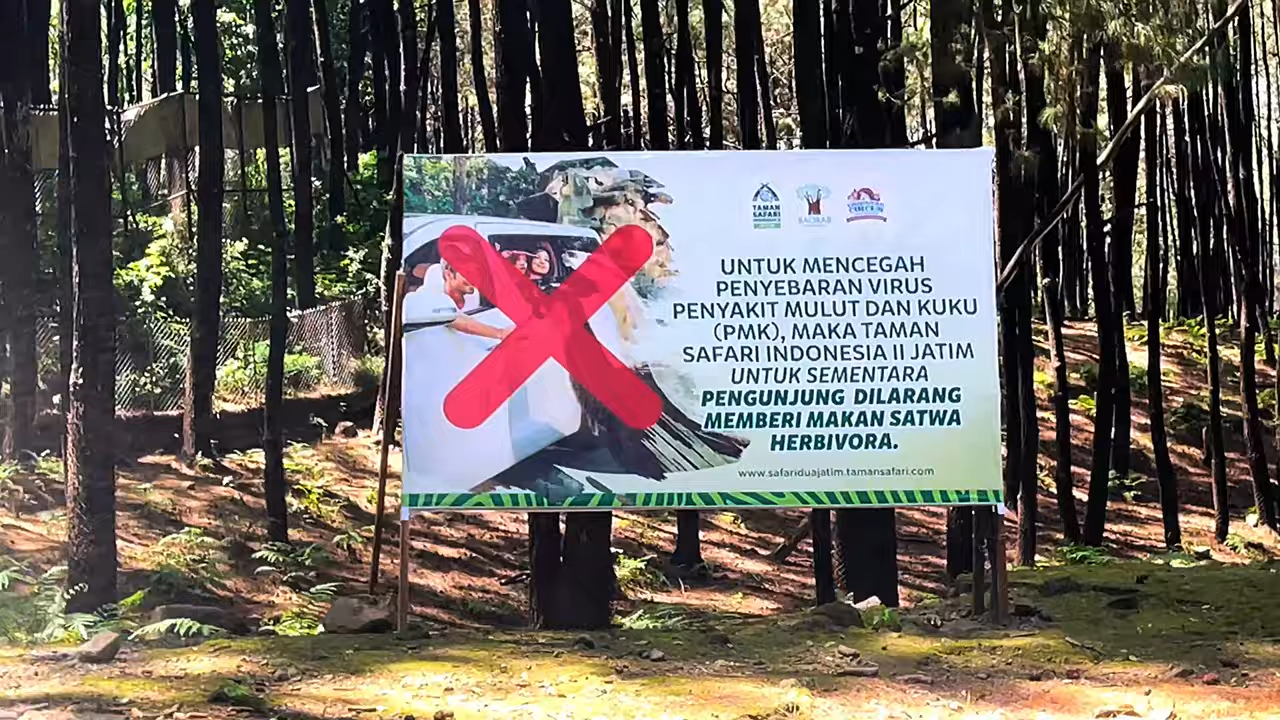 TAMAN
SAFARI
BAOBAB
UNTUK MENCEGAH
PENYEBARAN VIRUS
PENYAKIT MULUT DAN KUKU
(PMK), MAKA TAMAN
SAFARI INDONESIA II JATIM
UNTUK SEMENTARA
PENGUNJUNG DILARANG
MEMBERI MAKAN SATWA
HERBIVORA.
www.safariduajatim.tamansafari.com